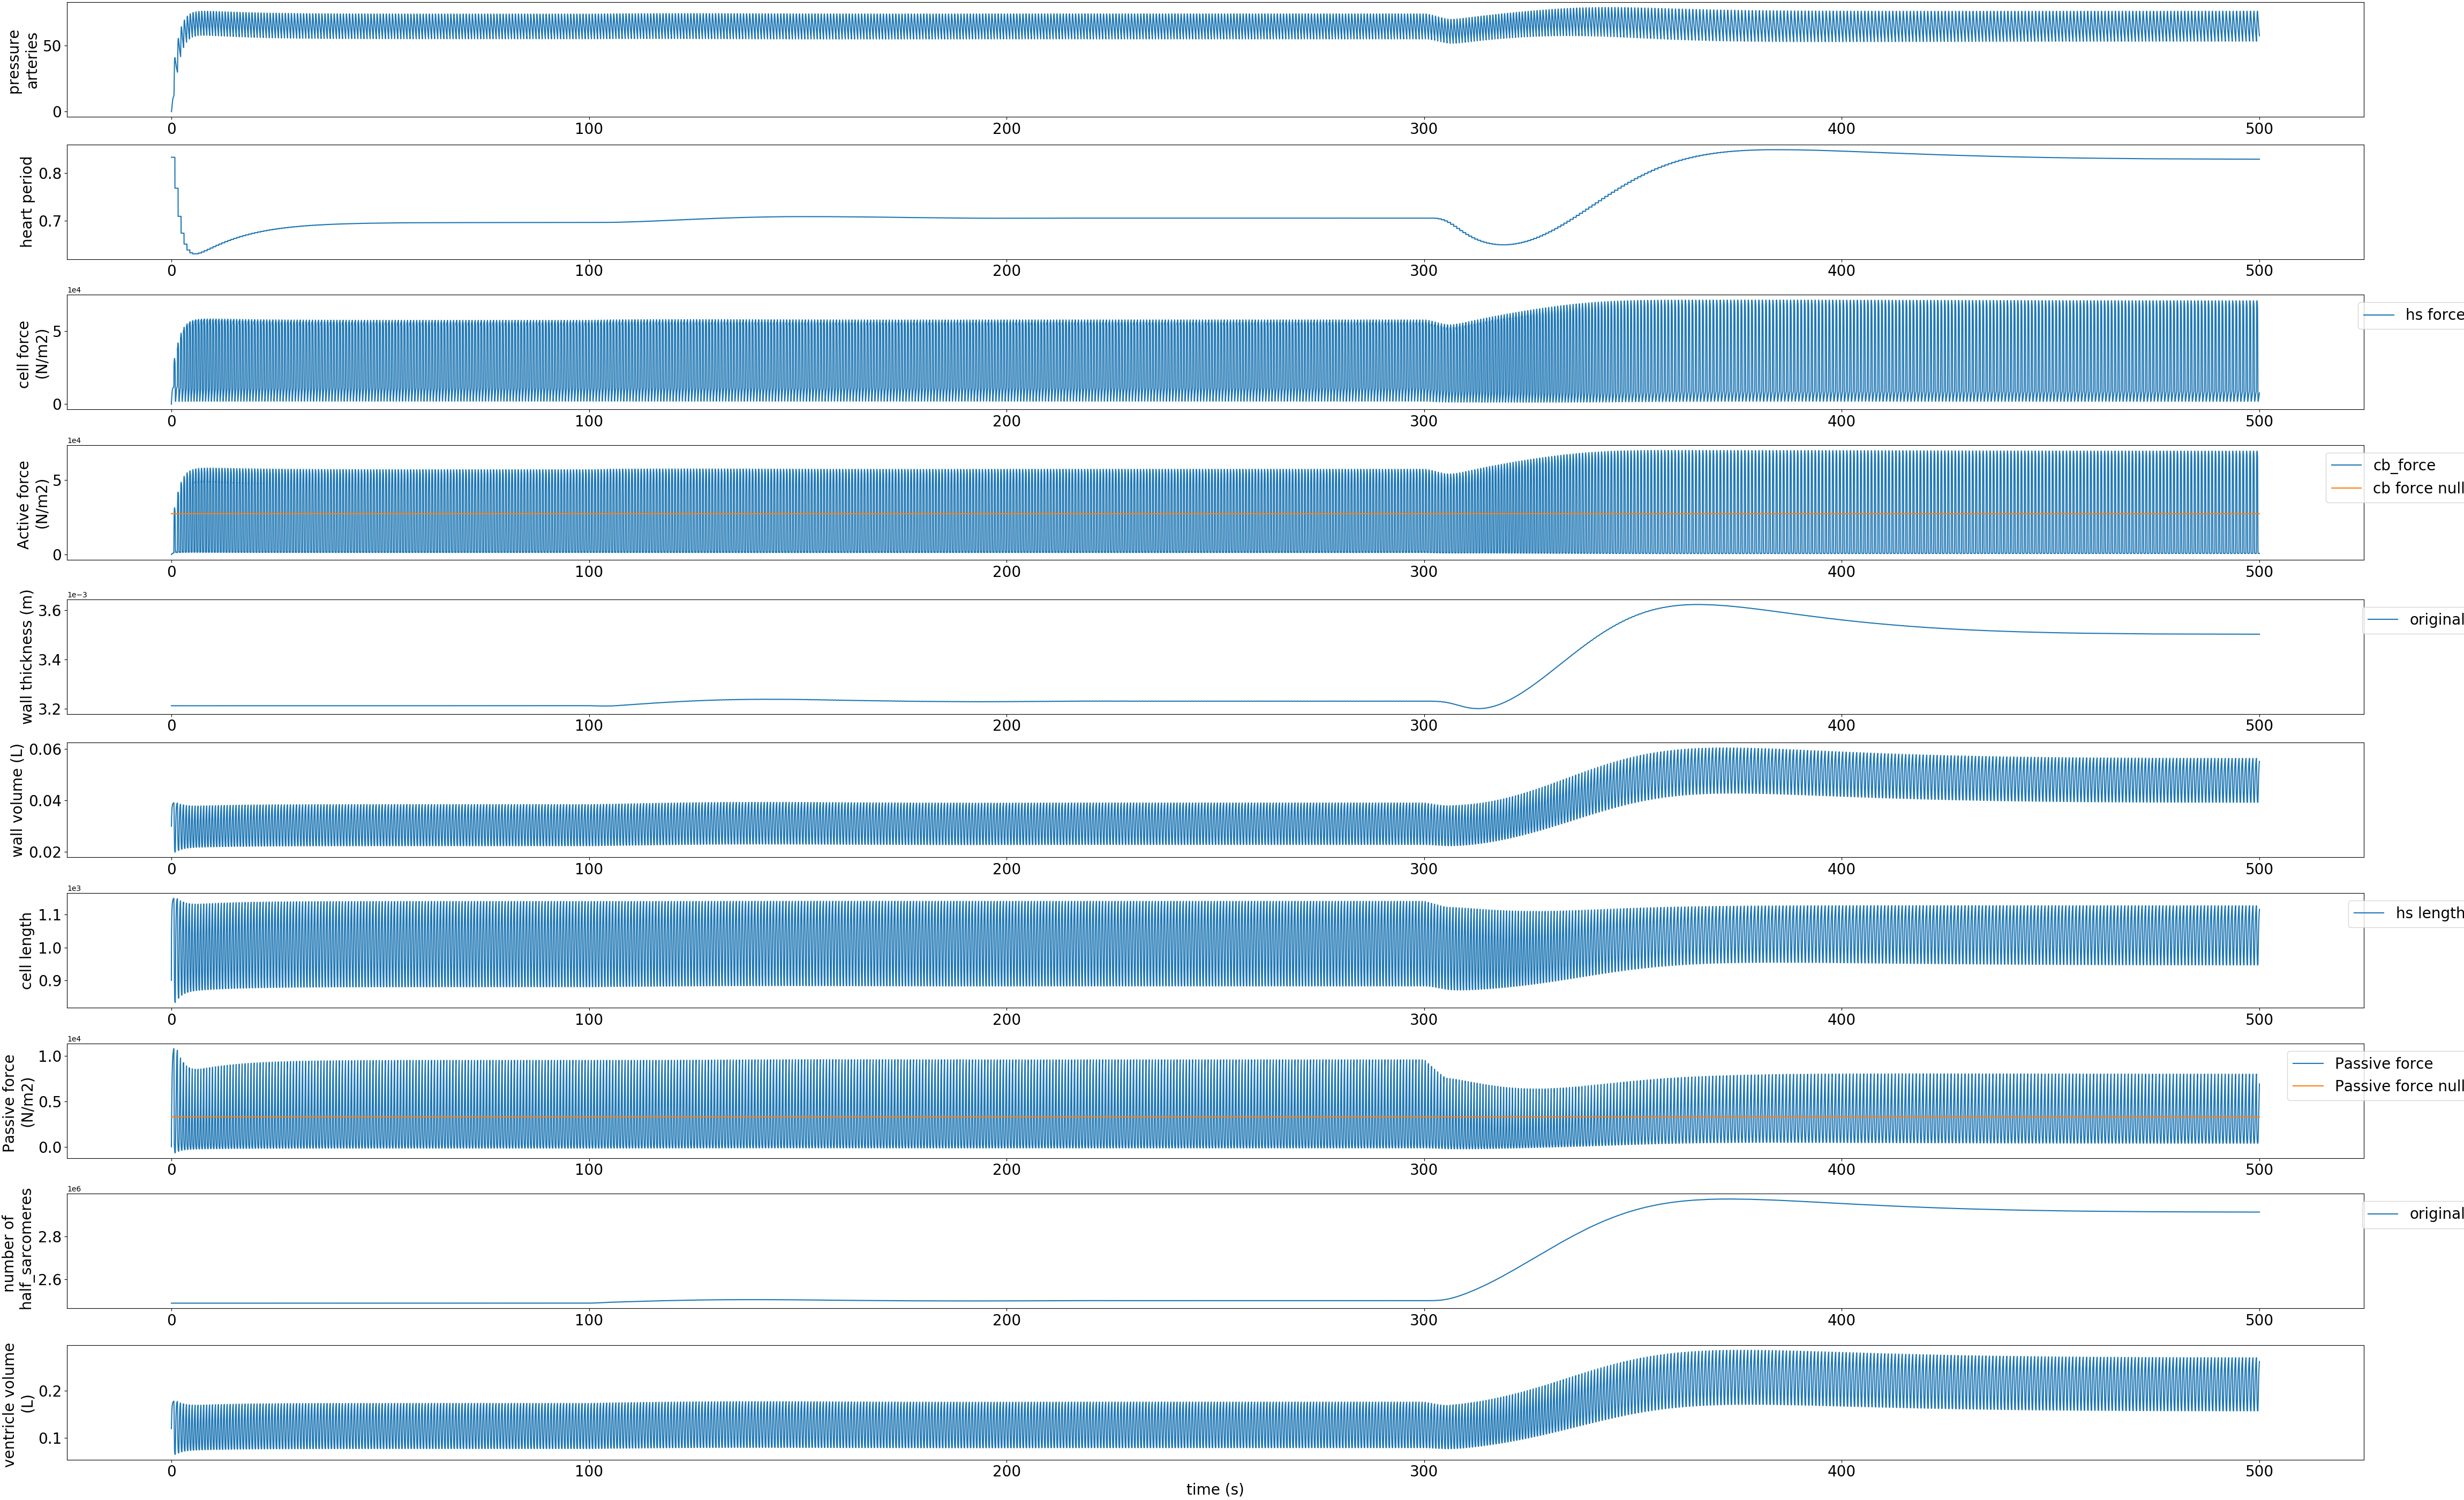 pressure
arteries
50
0
0 100 200 300 400 500
heart period
0.8
0.7
0 100 200 300 400 500
1e4
cell force
(N/m2)
5
0
hs force
0 100 200 300 400 500
1e4
Active force
(N/m2)
5
0
cb_force
cb force null
0 100 200 300 400 500
1e−3
wall thickness (m)
3.6
3.4
3.2
original
0 100 200 300 400 500
wall volume (L)
0.06
0.04
0.02
0 100 200 300 400 500
1e3
cell length
1.1
1.0
0.9
hs length
0 100 200 300 400 500
1e4
Passive force
(N/m2)
1.0
0.5
0.0
Passive force
Passive force null
0 100 200 300 400 500
1e6
number of
half_sarcomeres
2.8
2.6
original
0 100 200 300 400 500
ventricle volume
(L)
0.2
0.1
0 100 200 300 400 500
time (s)